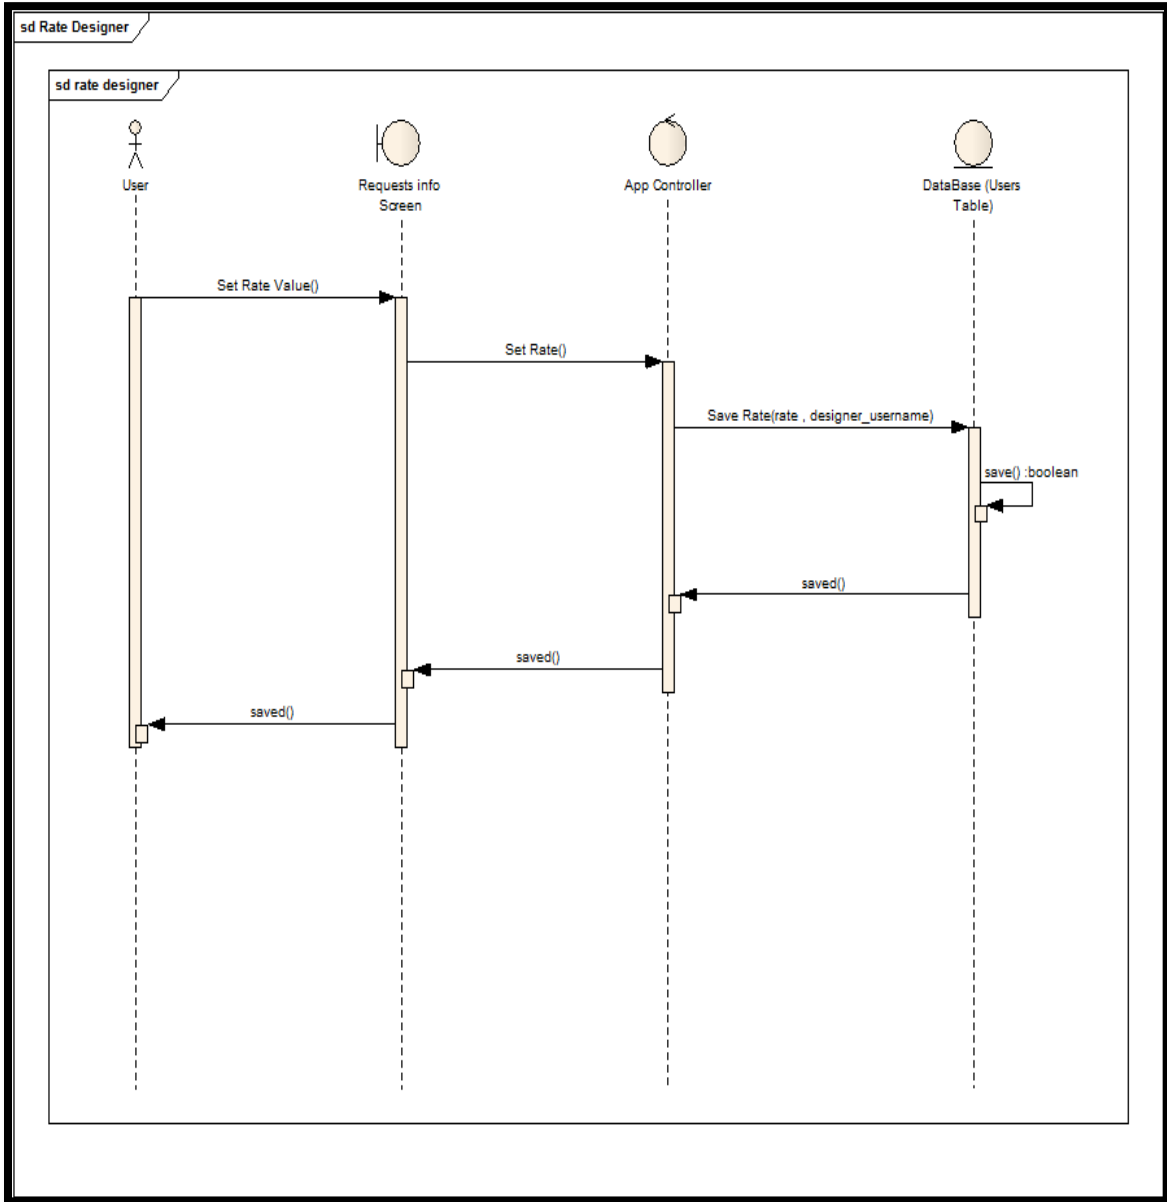 sd Rate Designer
sd rate designer
User
Requests info
Screen
App Controller
DataBase (Users
Table)
Set Rate Value()
Set Rate()
Save Rate(rate , designer_username)
save() :boolean
saved()
saved()
saved()